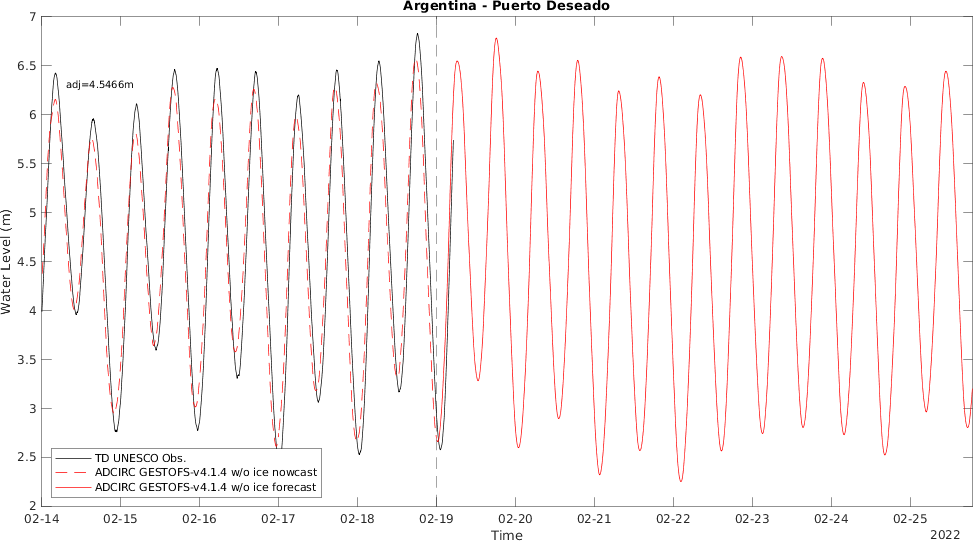 Argentina - Puerto Deseado
7
6.5
6
5.5
5
4.5
4
3.5
3
2.5
2
Water Level (m)
adj=4.5466m
TD UNESCO Obs.
ADCIRC GESTOFS-v4.1.4 w/o ice nowcast
ADCIRC GESTOFS-v4.1.4 w/o ice forecast
02-14 02-15 02-16 02-17 02-18 02-19 02-20 02-21 02-22 02-23 02-24 02-25
Time
2022